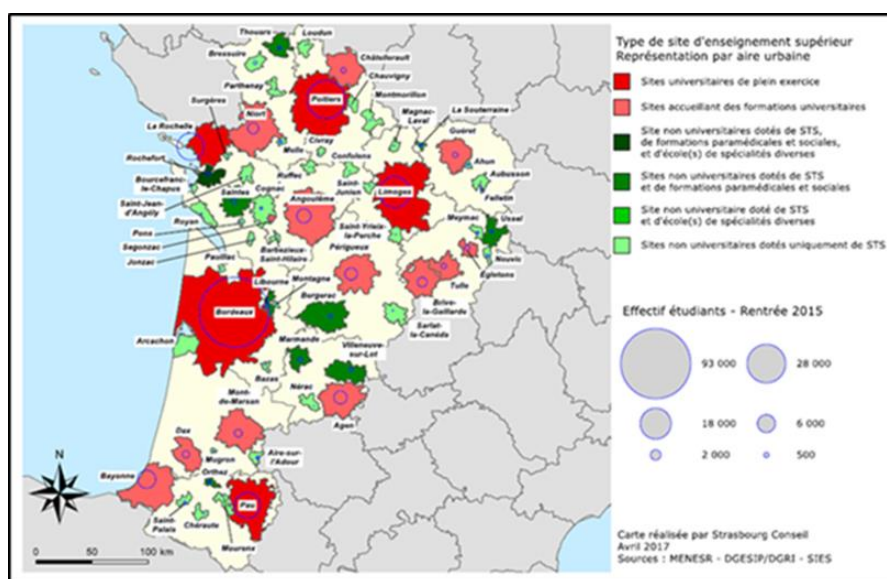 Type de site d'enseignement supérieur
Représentation par aire urbaine
Sites universitaires de plein exercice
Sites accueillant des formations universitaires
Site non universitaires dotés de STS,
de formations paramédicales et sociales,
et d'école(s) de spécialités diverses
Sites non universitaires dotés de STS
et de formations paramédicales et sociales
Site non universitaire doté de STS
et d'école(s) de spécialités diverses
Sites non universitaires dotés uniquement de STS
Effectif étudiants - Rentrée 2015
93 000
28 000
18 000
6 000
2 000
500
Carte réalisée par Strasbourg Conseil
Avril 2017
Sources : MENESR - DGESIP/DGRI - SIES
Thouars
Loudun
Bressuire
Châtellerault
Parthenay
Chauvigny
Poitiers
Montmorillon
Surgères
Magnac-
Laval
La Souterraine
Niort
La Rochelle
Guéret
Melle
Civray
Confolens
Ahun
Rochefort
Ruffec
Aubusson
Bourcefranc-
le-Chapus
Saintes
Cognac
Saint-
Junien
Limoges
Felletin
Saint-Jean-
d'Angély
Angoulême
Meymac
Ussel
Royan
Saint-Yrieix-
la-Perche
Pons
Segonzac
Barbezieux-
Saint-Hilaire
Périgueux
Neuvic
Jonzac
Égletons
Pauillac
Tulle
Libourne
Montagne
Brive-
la-Gaillarde
Bergerac
Bordeaux
Sarlat-
la-Canéda
Arcachon
Marmande
Villeneuve-
sur-Lot
Bazas
Nérac
Mont-
de-Marsan
Agen
Dax
Mugron
Aire-sur-
l'Adour
Bayonne
Orthez
Pau
Saint-
Palais
Chéraute
Mourenx
N
0
50
100 km